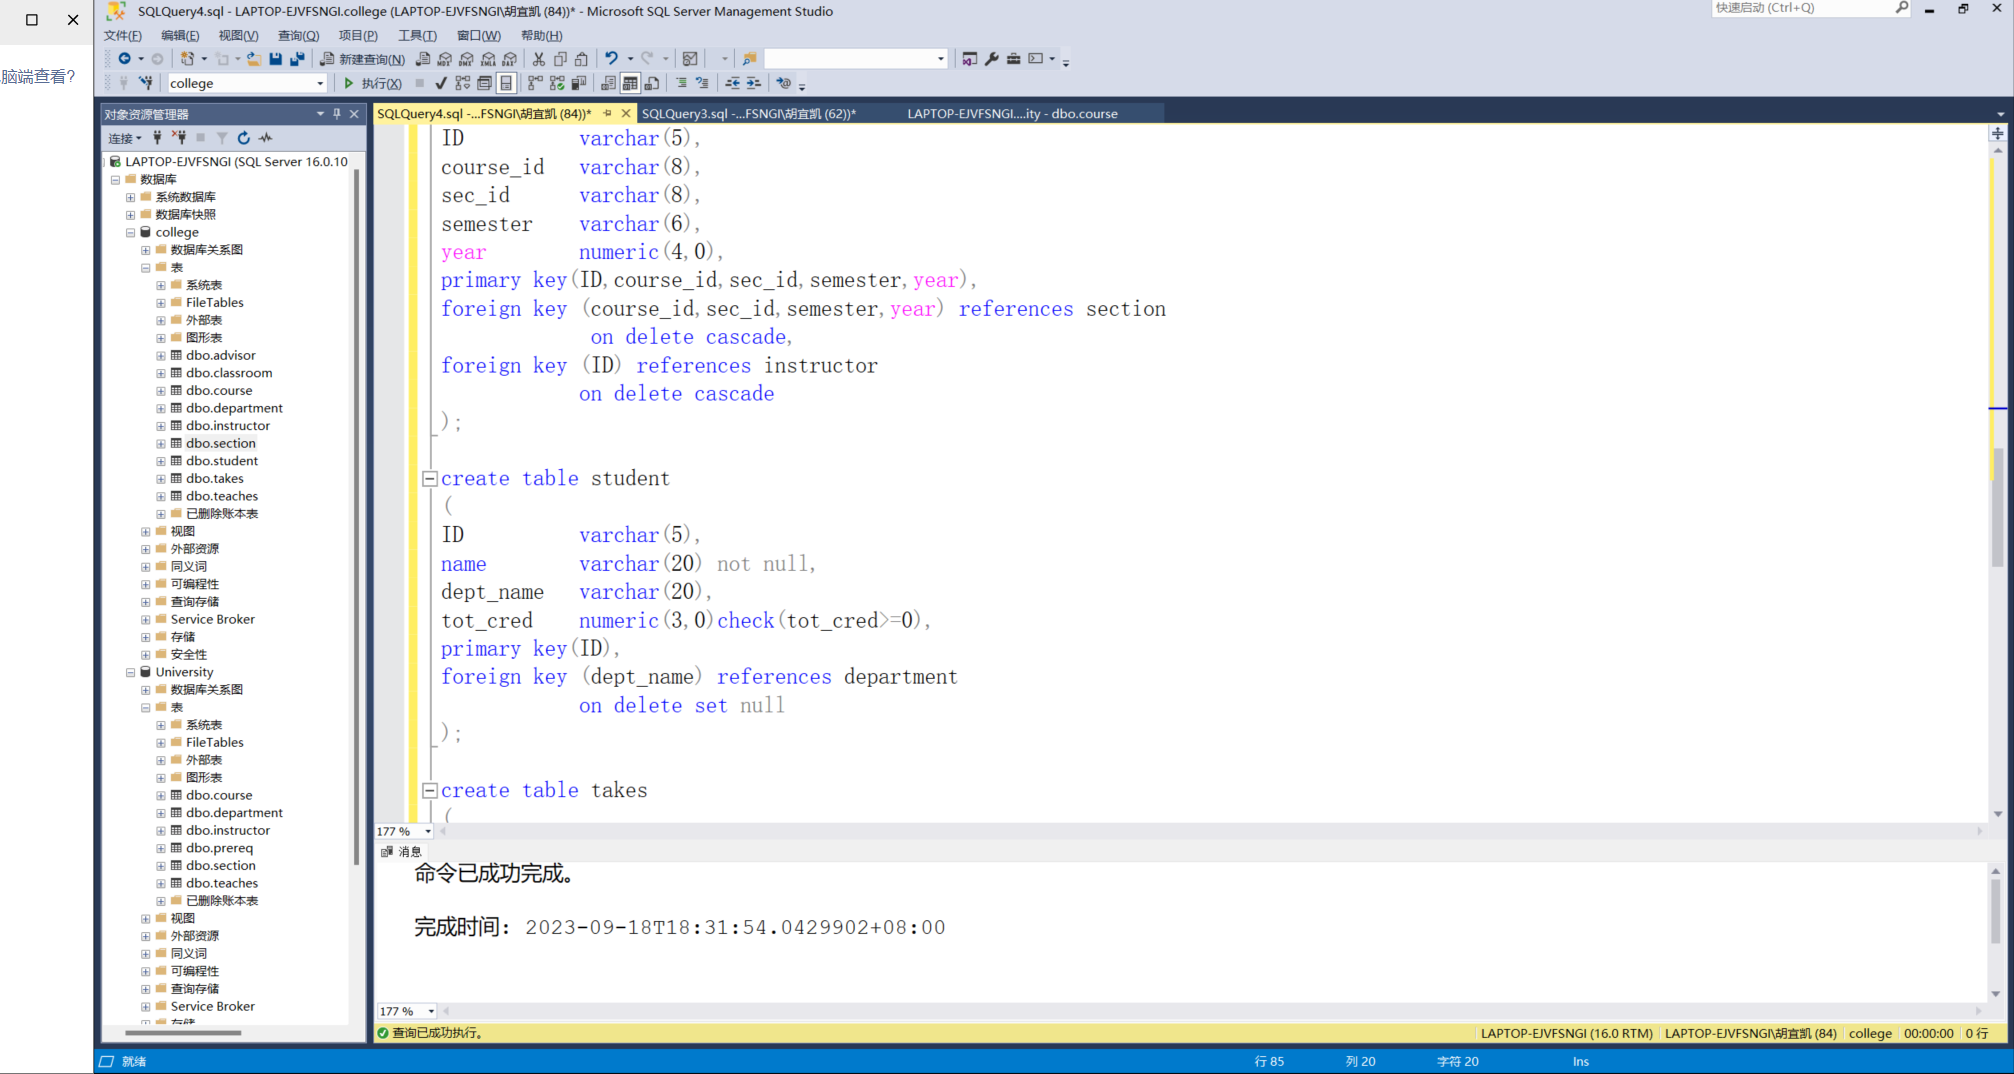 SQLQuery4.sql - LAPTOP-EJVFSNGI.college (LAPTOP-EJVFSNGI\胡宜凯 (84))* - Microsoft SQL Server Management Studio
快速启动 (Ctrl+Q)
文件(F) 编辑(E) 视图(V) 查询(Q) 项目(P) 工具(T) 窗口(W) 帮助(H)
新建查询(N)
MDX DMX XMLA DAX
脑端查看?
college
执行(X)
对象资源管理器
连接
LAPTOP-EJVFSNGI (SQL Server 16.0.10
数据库
系统数据库
数据库快照
college
数据库关系图
表
系统表
FileTables
外部表
图形表
dbo.advisor
dbo.classroom
dbo.course
dbo.department
dbo.instructor
dbo.section
dbo.student
dbo.takes
dbo.teaches
已删除账本表
视图
外部资源
同义词
可编程性
查询存储
Service Broker
存储
安全性
University
数据库关系图
表
系统表
FileTables
外部表
图形表
dbo.course
dbo.department
dbo.instructor
dbo.prereq
dbo.section
dbo.teaches
已删除账本表
视图
外部资源
同义词
可编程性
查询存储
Service Broker
存储
SQLQuery4.sql -...FSNGI\胡宜凯 (84))* SQLQuery3.sql -...FSNGI\胡宜凯 (62))* LAPTOP-EJVFSNGI....ity - dbo.course
ID varchar(5),
course_id varchar(8),
sec_id varchar(8),
semester varchar(6),
year numeric(4,0),
primary key(ID,course_id,sec_id,semester,year),
foreign key (course_id,sec_id,semester,year) references section
on delete cascade,
foreign key (ID) references instructor
on delete cascade
);
create table student
(
ID varchar(5),
name varchar(20) not null,
dept_name varchar(20),
tot_cred numeric(3,0)check(tot_cred>=0),
primary key(ID),
foreign key (dept_name) references department
on delete set null
);
create table takes
(
177 %
消息
命令已成功完成。
完成时间: 2023-09-18T18:31:54.0429902+08:00
177 %
查询已成功执行。
LAPTOP-EJVFSNGI (16.0 RTM) LAPTOP-EJVFSNGI\胡宜凯 (84) college 00:00:00 0 行
就绪
行 85 列 20 字符 20 Ins